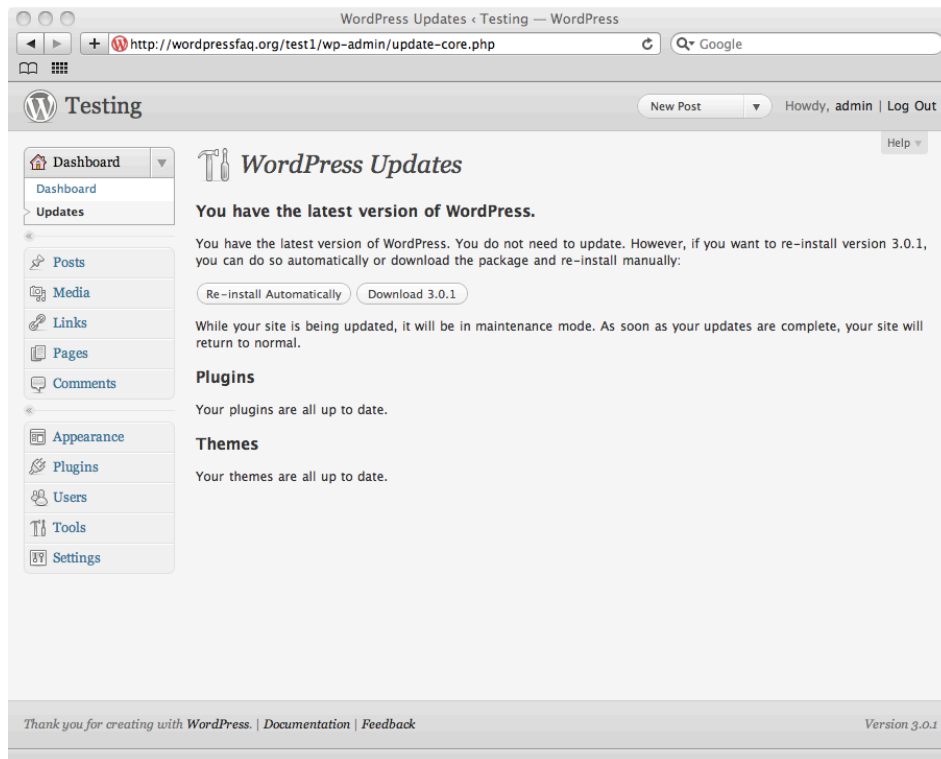 WordPress Updates ‹ Testing — WordPress
http://wordpressfaq.org/test1/wp-admin/update-core.php
Google
Testing
New Post
Howdy, admin | Log Out
Help
Dashboard
Dashboard
Updates
Posts
Media
Links
Pages
Comments
Appearance
Plugins
Users
Tools
Settings
WordPress Updates
You have the latest version of WordPress.
You have the latest version of WordPress. You do not need to update. However, if you want to re-install version 3.0.1,
you can do so automatically or download the package and re-install manually:
Re-install Automatically
Download 3.0.1
While your site is being updated, it will be in maintenance mode. As soon as your updates are complete, your site will
return to normal.
Plugins
Your plugins are all up to date.
Themes
Your themes are all up to date.
Thank you for creating with WordPress. | Documentation | Feedback
Version 3.0.1